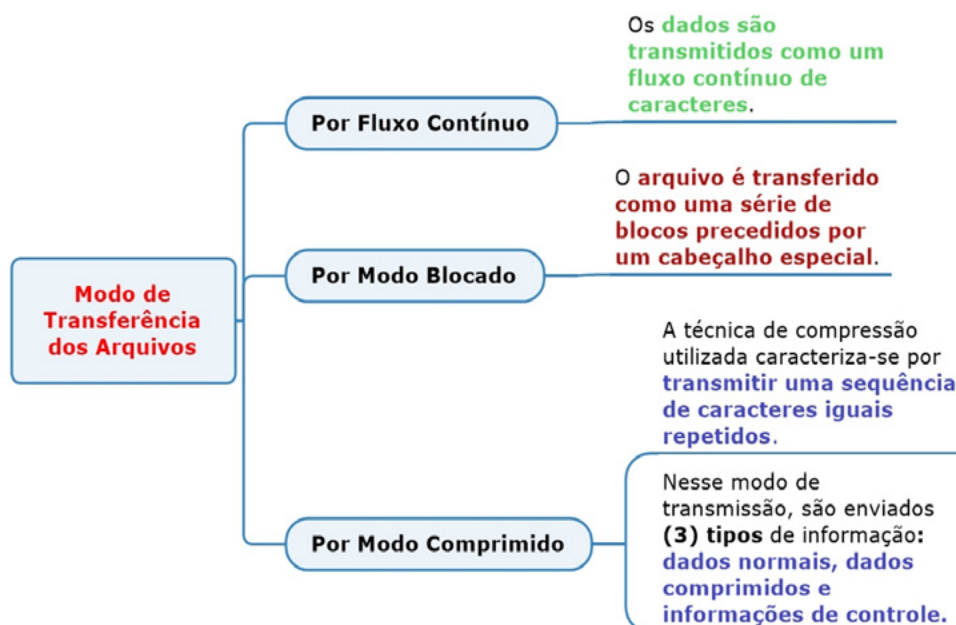 Modo de
Transferência
dos Arquivos
Por Fluxo Contínuo
Os dados são
transmitidos como um
fluxo contínuo de
caracteres.
Por Modo Blocado
O arquivo é transferido
como uma série de
blocos precedidos por
um cabeçalho especial.
Por Modo Comprimido
A técnica de compressão
utilizada caracteriza-se por
transmitir uma sequência
de caracteres iguais
repetidos.
Nesse modo de
transmissão, são enviados
(3) tipos de informação:
dados normais, dados
comprimidos e
informações de controle.